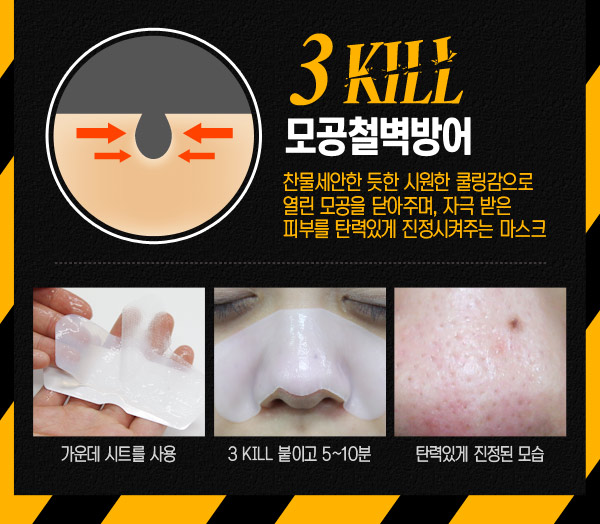 3 KILL
모공철벽방어
찬물세안한 듯한 시원한 쿨링감으로
열린 모공을 닫아주며, 자극 받은
피부를 탄력있게 진정시켜주는 마스크
가운데 시트를 사용
3 KILL 붙이고 5~10분
탄력있게 진정된 모습